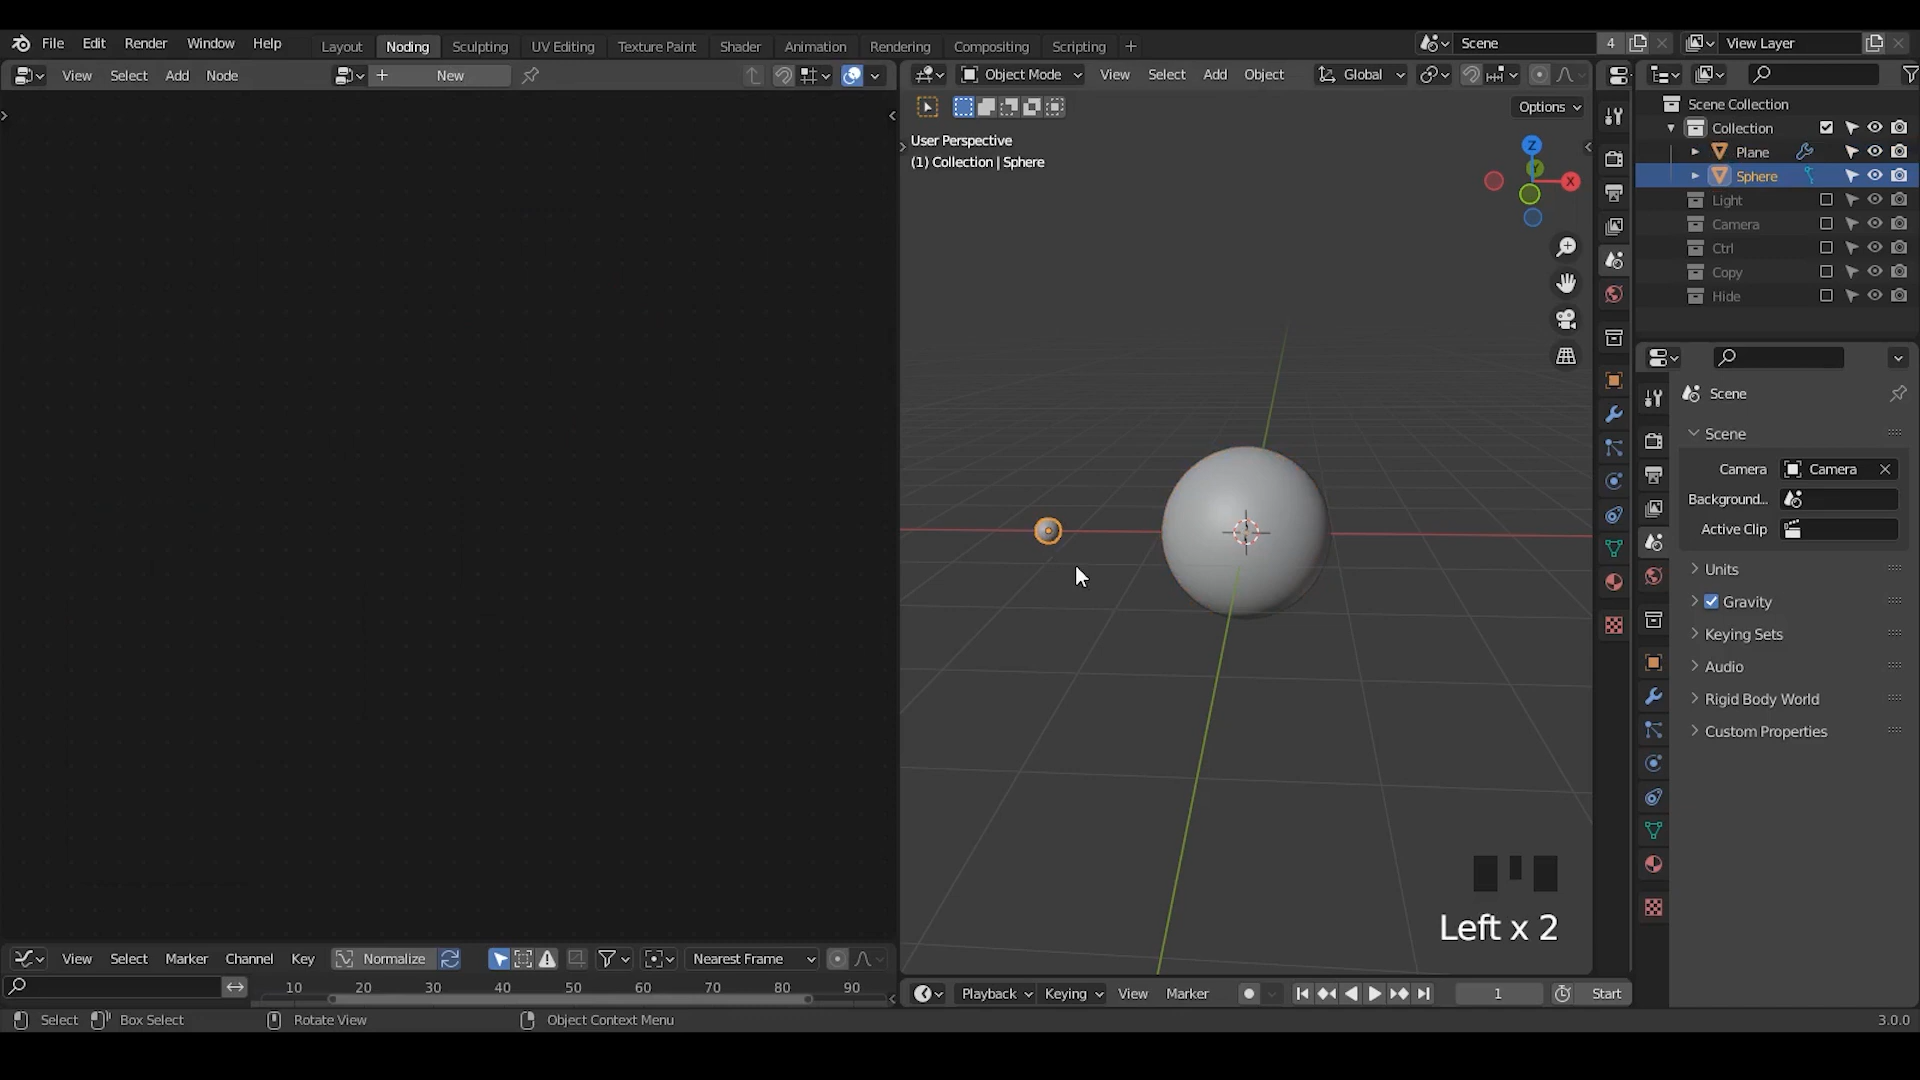 File Edit Render Window Help Layout Noding Sculpting UV Editing Texture Paint Shader Animation Rendering Compositing Scripting + Scene 4 View Layer
View Select Add Node + New
Object Mode View Select Add Object Global
Options
User Perspective
(1) Collection | Sphere
Z
Y
X
Scene Collection
Collection
Plane
Sphere
Light
Camera
Ctrl
Copy
Hide
Scene
Scene
Camera Camera
Background...
Active Clip
Units
Gravity
Keying Sets
Audio
Rigid Body World
Custom Properties
Left x 2
View Select Marker Channel Key Normalize Nearest Frame
10 20 30 40 50 60 70 80 90
Playback Keying View Marker 1 Start
Select Box Select Rotate View Object Context Menu 3.0.0